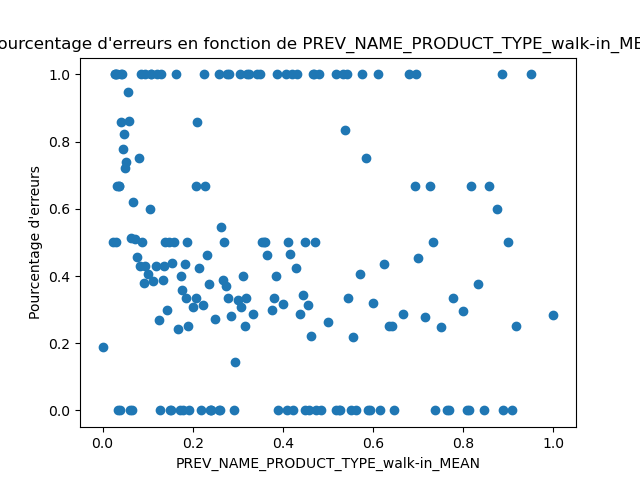 ourcentage d'erreurs en fonction de PREV_NAME_PRODUCT_TYPE_walk-in_ME
1.0
0.8
0.6
0.4
0.2
0.0
Pourcentage d'erreurs
0.0 0.2 0.4 0.6 0.8 1.0
PREV_NAME_PRODUCT_TYPE_walk-in_MEAN